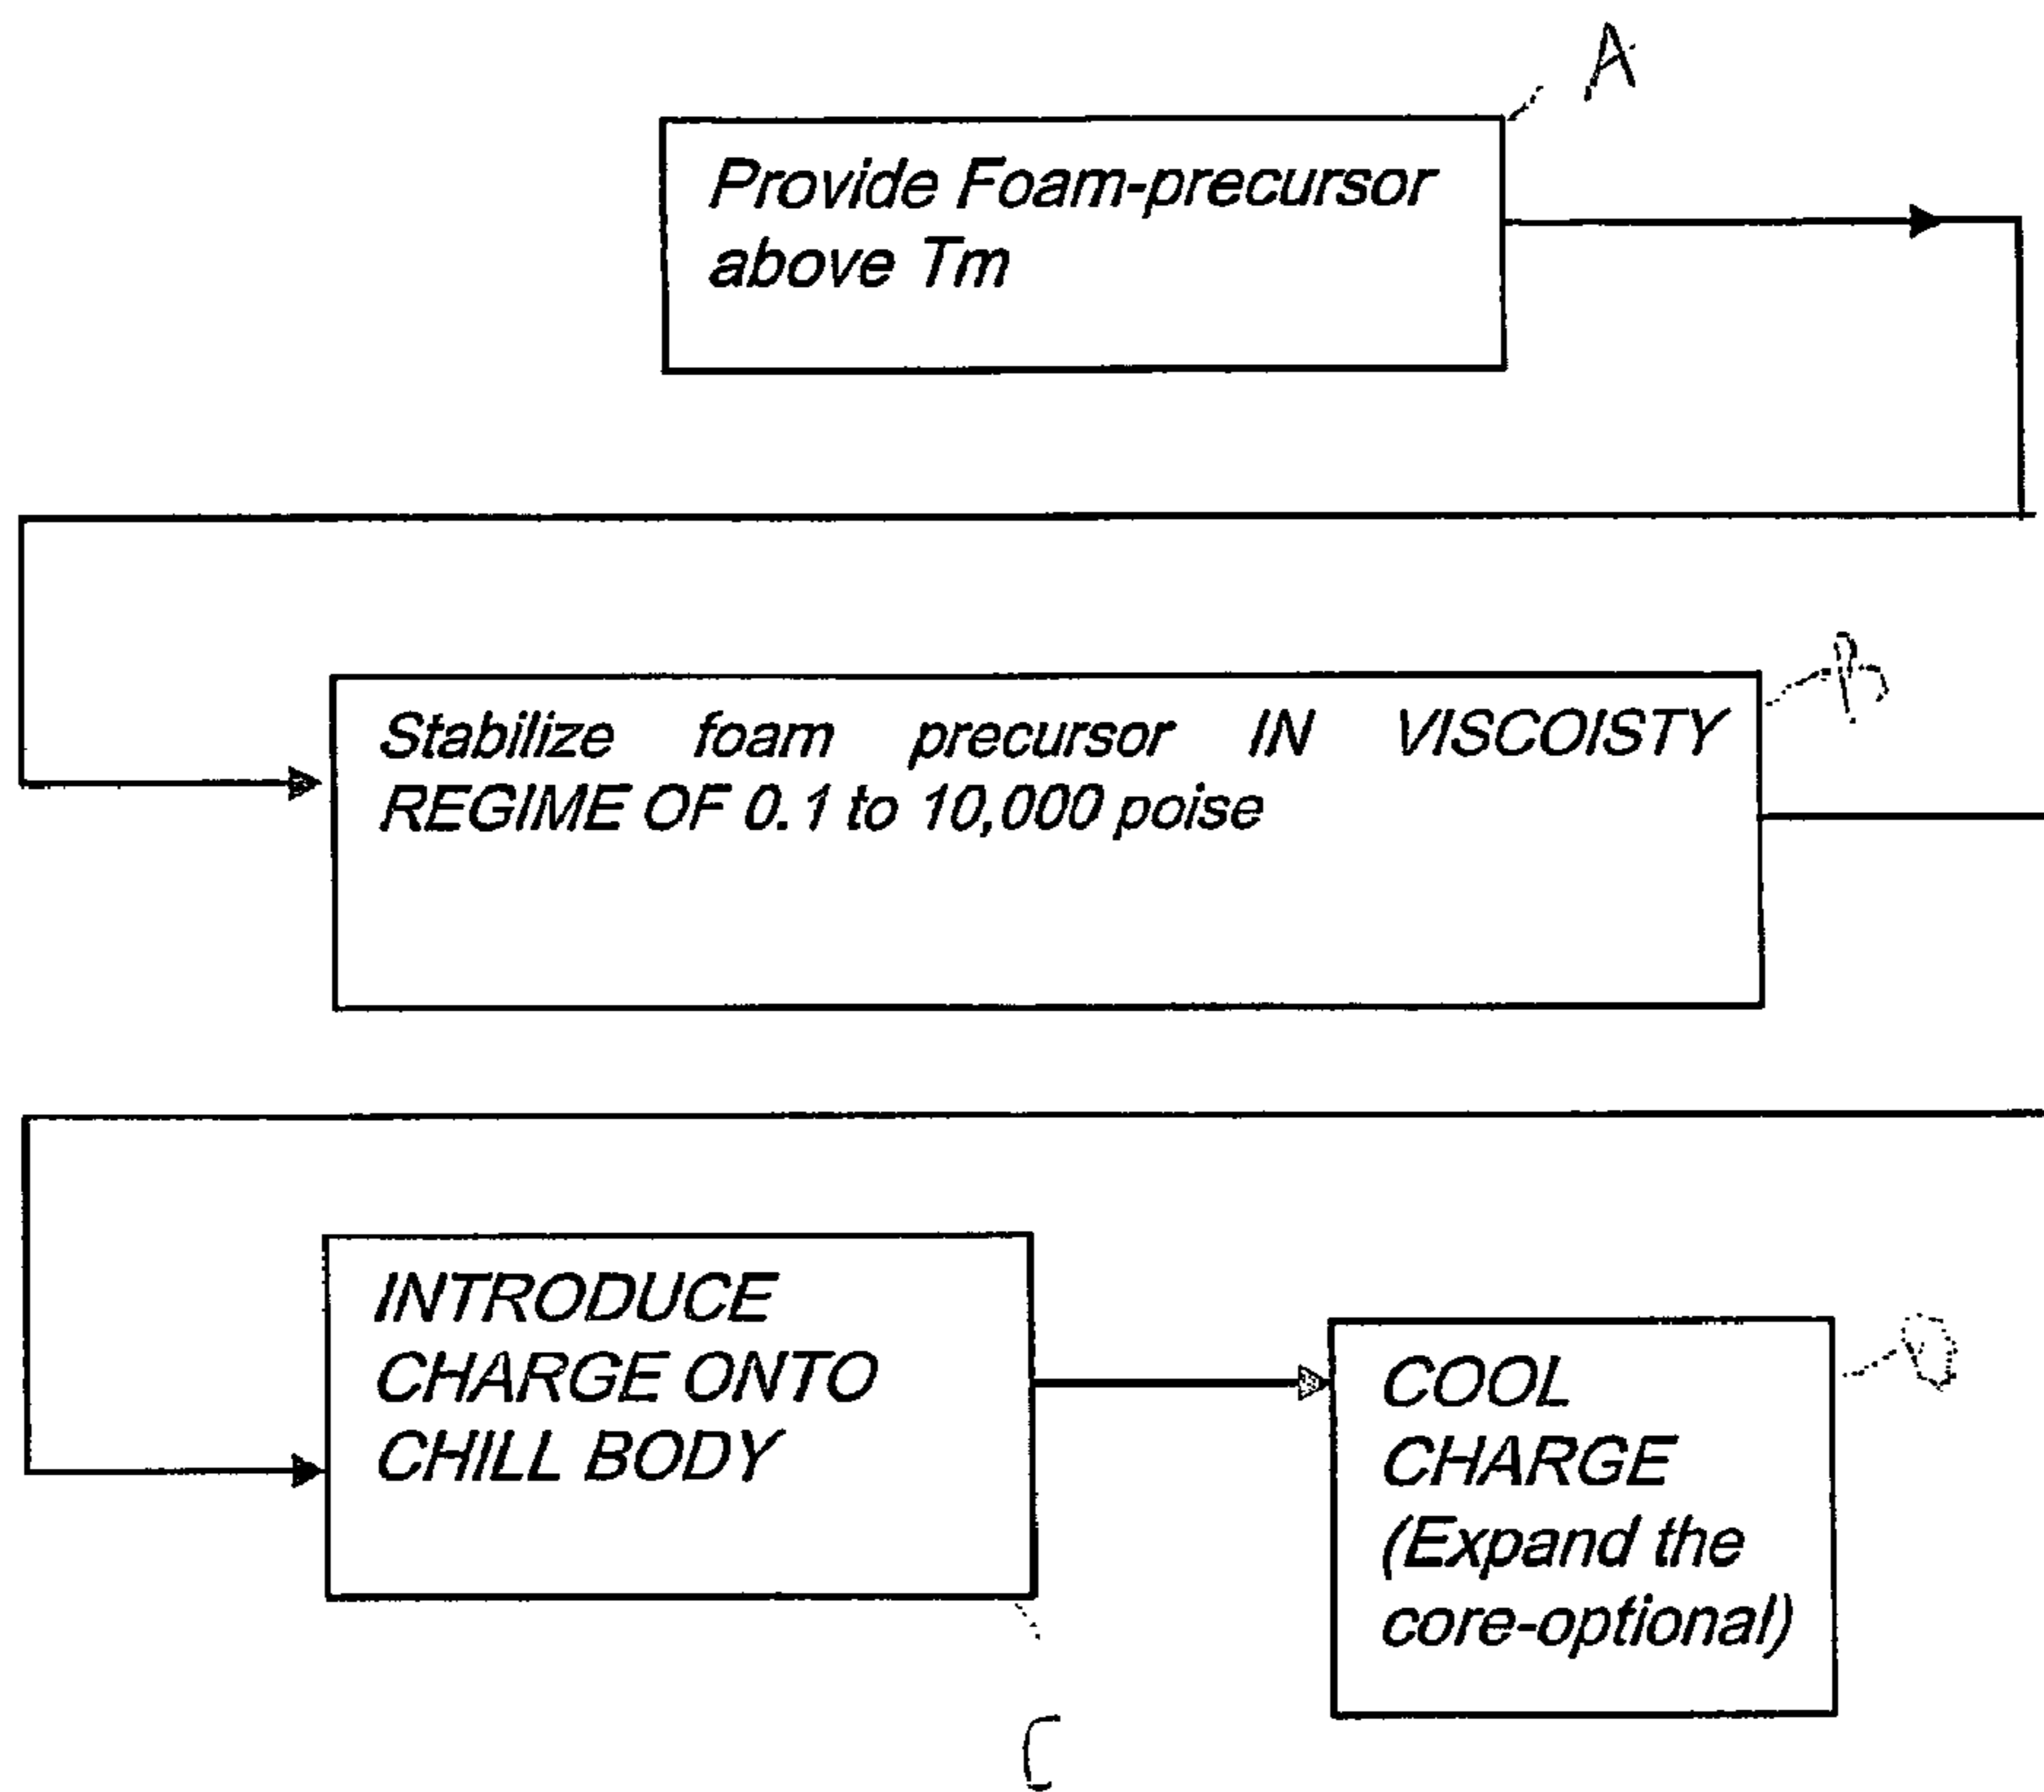 A
Provide Foam-precursor
above Tm
Stabilize foam precursor IN VISCOISTY
REGIME OF 0.1 to 10,000 poise
INTRODUCE
CHARGE ONTO
CHILL BODY
COOL
CHARGE
(Expand the
core-optional)
D
C